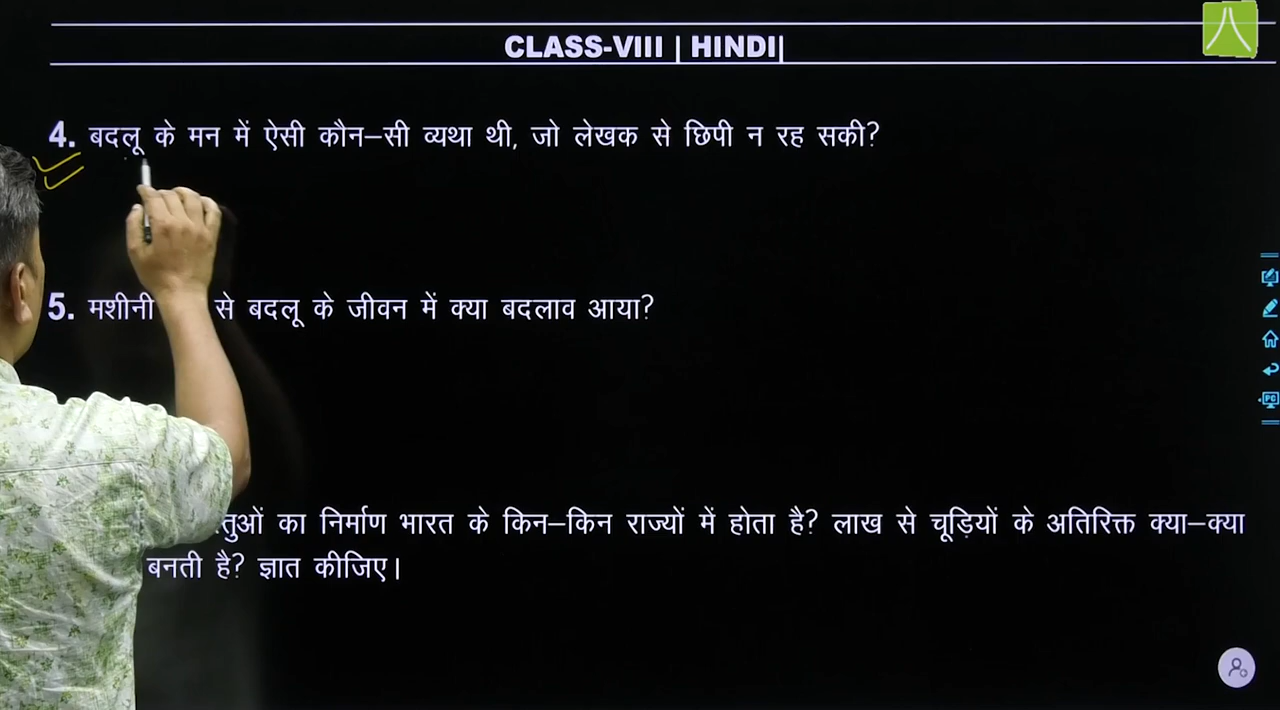 CLASS-VIII | HINDI|
4. बदलू के मन में ऐसी कौन–सी व्यथा थी, जो लेखक से छिपी न रह सकी?
5. मशीनी से बदलू के जीवन में क्या बदलाव आया?
का निर्माण भारत के किन–किन राज्यों में होता है? लाख से चूड़ियों के अतिरिक्त क्या–क्या
बनती है? ज्ञात कीजिए।
PC